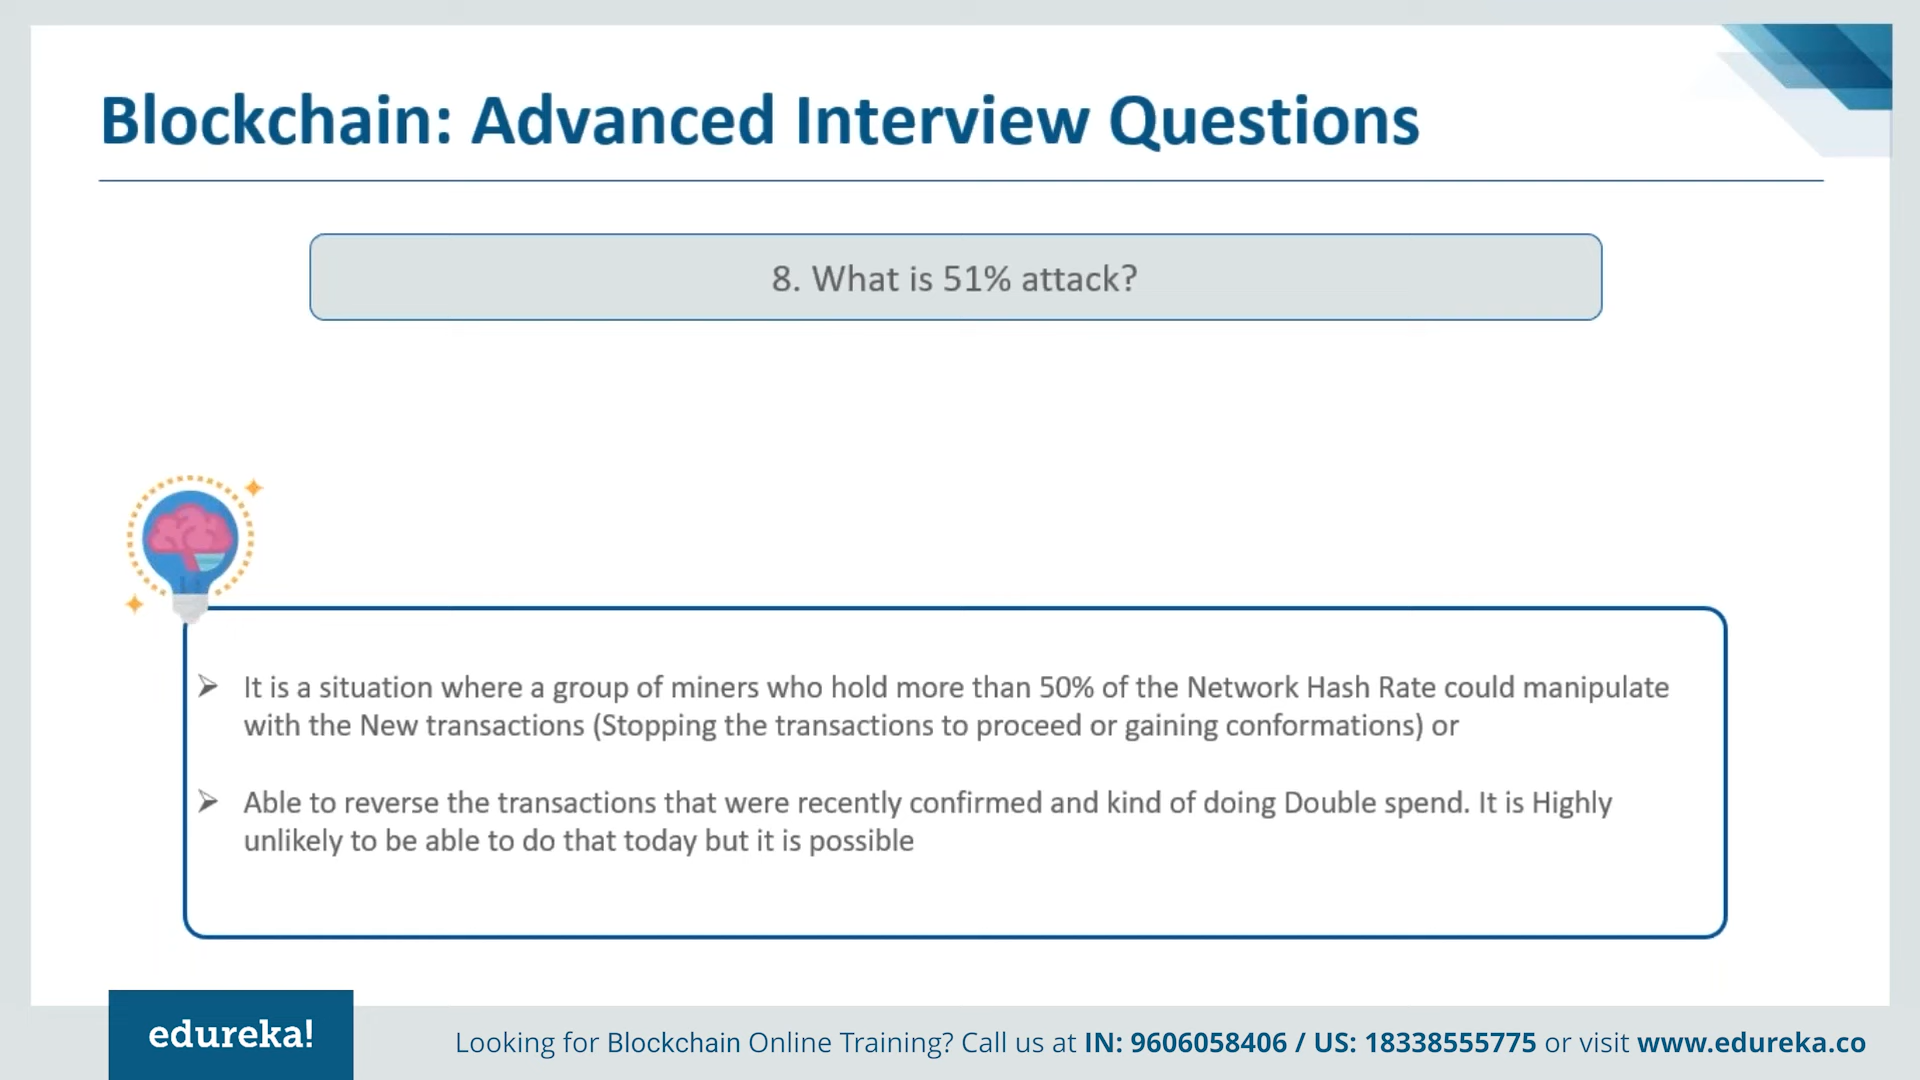 Blockchain: Advanced Interview Questions
8. What is 51% attack?
➢ It is a situation where a group of miners who hold more than 50% of the Network Hash Rate could manipulate
with the New transactions (Stopping the transactions to proceed or gaining conformations) or
➢ Able to reverse the transactions that were recently confirmed and kind of doing Double spend. It is Highly
unlikely to be able to do that today but it is possible
edureka!
Looking for Blockchain Online Training? Call us at IN: 9606058406 / US: 18338555775 or visit www.edureka.co